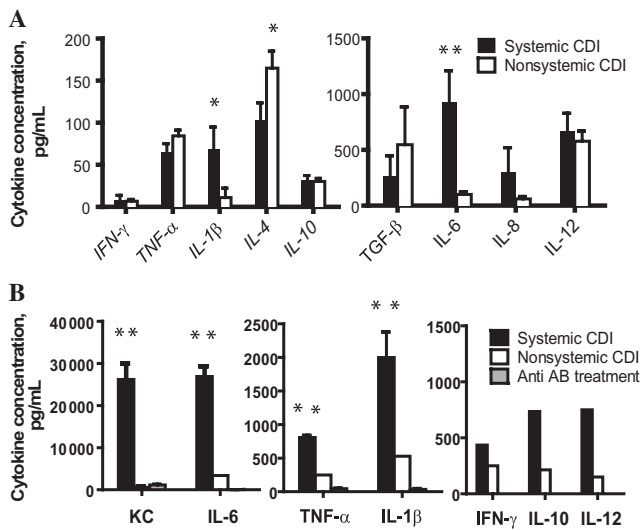 A
Cytokine concentration,
pg/mL
200
150
100
50
0
*
*
IFN-γ TNF-α IL-1β IL-4 IL-10
1500
1000
500
0
**
Systemic CDI
Nonsystemic CDI
TGF-β IL-6 IL-8 IL-12
B
Cytokine concentration,
pg/mL
40 000
30 000
20 000
10 000
0
** **
KC IL-6
2500
2000
1500
1000
500
0
* *
* *
TNF-α IL-1β
1500
1000
500
0
Systemic CDI
Nonsystemic CDI
Anti AB treatment
IFN-γ IL-10 IL-12